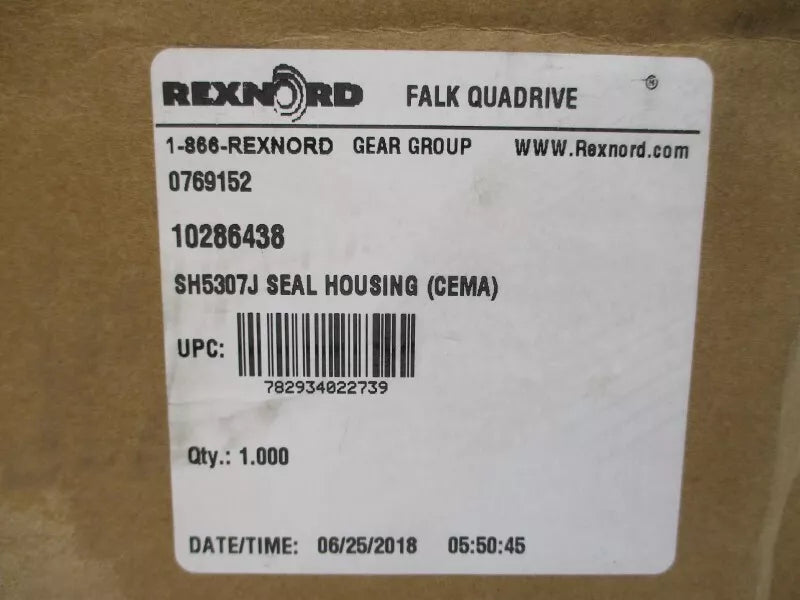 REXNORD FALK QUADRIVE ®
1-866-REXNORD GEAR GROUP WWW.Rexnord.com
0769152
10286438
SH5307J SEAL HOUSING (CEMA)
UPC:
782934022739
Qty.: 1.000
DATE/TIME: 06/25/2018 05:50:45